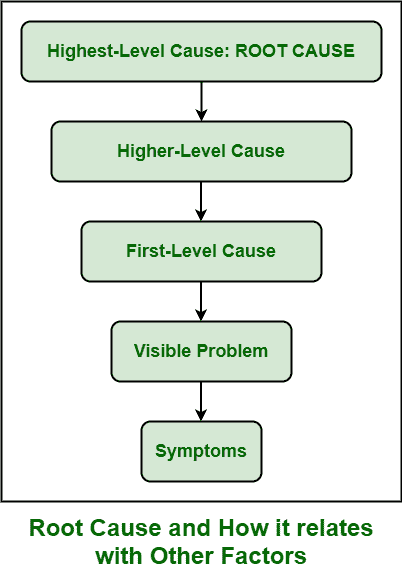 Highest-Level Cause: ROOT CAUSE
Higher-Level Cause
First-Level Cause
Visible Problem
Symptoms
Root Cause and How it relates
with Other Factors